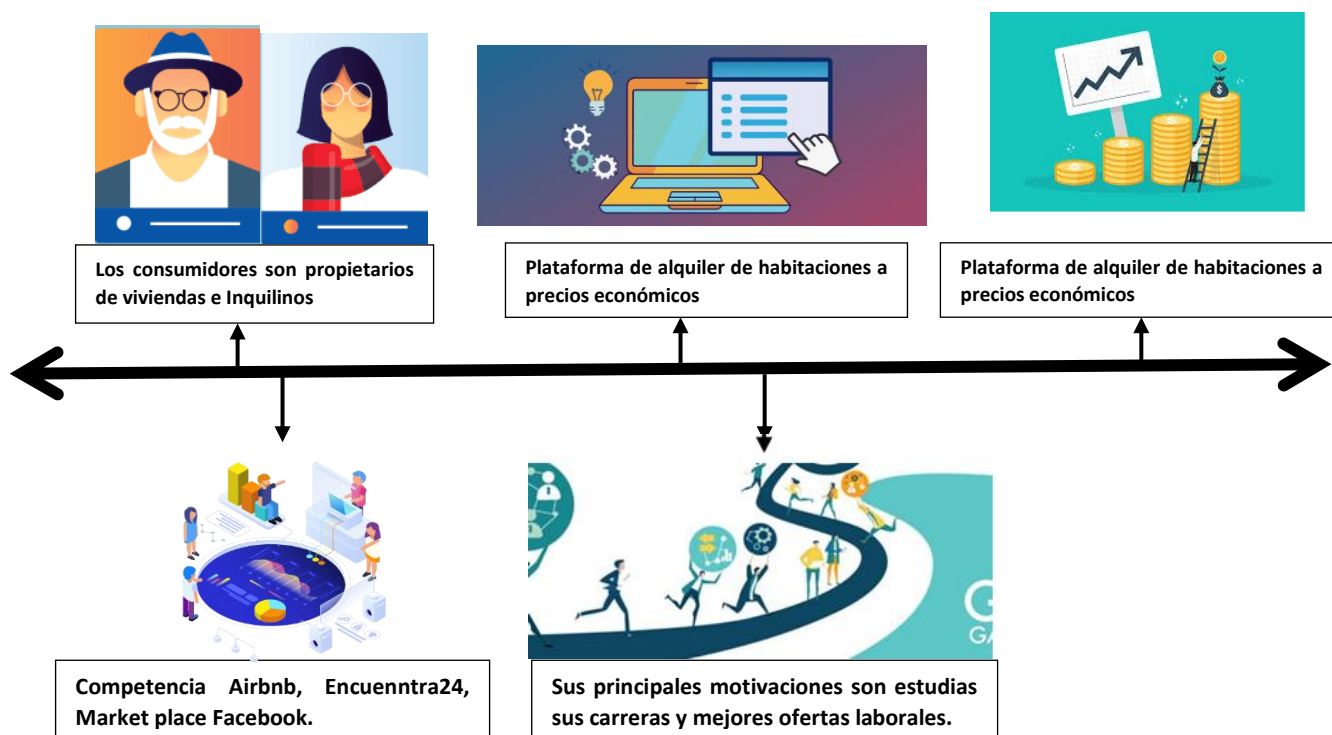 Los consumidores son propietarios
de viviendas e Inquilinos
Plataforma de alquiler de habitaciones a
precios económicos
Plataforma de alquiler de habitaciones a
precios económicos
Competencia Airbnb, Encuenntra24,
Market place Facebook.
Sus principales motivaciones son estudias
sus carreras y mejores ofertas laborales.